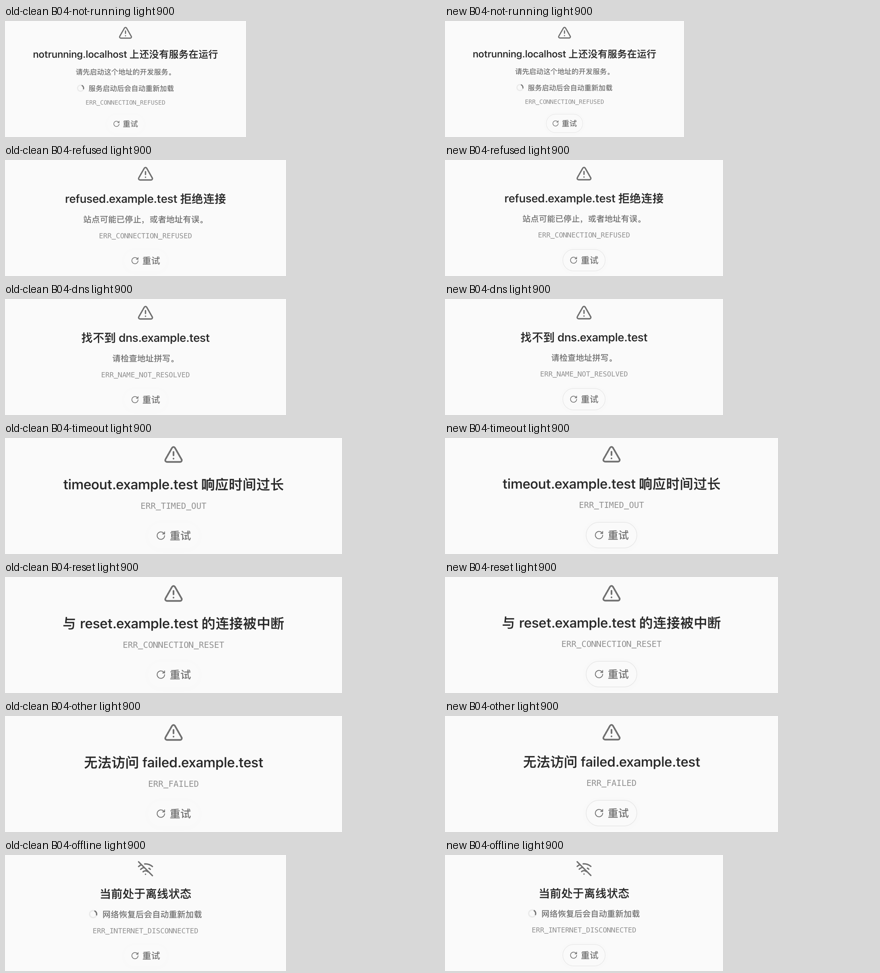 old-clean B04-not-running light 900
notrunning.localhost 上还没有服务在运行
请先启动这个地址的开发服务。
服务启动后会自动重新加载
ERR_CONNECTION_REFUSED
重试
new B04-not-running light 900
notrunning.localhost 上还没有服务在运行
请先启动这个地址的开发服务。
服务启动后会自动重新加载
ERR_CONNECTION_REFUSED
重试
old-clean B04-refused light 900
refused.example.test 拒绝连接
站点可能已停止，或者地址有误。
ERR_CONNECTION_REFUSED
重试
new B04-refused light 900
refused.example.test 拒绝连接
站点可能已停止，或者地址有误。
ERR_CONNECTION_REFUSED
重试
old-clean B04-dns light 900
找不到 dns.example.test
请检查地址拼写。
ERR_NAME_NOT_RESOLVED
重试
new B04-dns light 900
找不到 dns.example.test
请检查地址拼写。
ERR_NAME_NOT_RESOLVED
重试
old-clean B04-timeout light 900
timeout.example.test 响应时间过长
ERR_TIMED_OUT
重试
new B04-timeout light 900
timeout.example.test 响应时间过长
ERR_TIMED_OUT
重试
old-clean B04-reset light 900
与 reset.example.test 的连接被中断
ERR_CONNECTION_RESET
重试
new B04-reset light 900
与 reset.example.test 的连接被中断
ERR_CONNECTION_RESET
重试
old-clean B04-other light 900
无法访问 failed.example.test
ERR_FAILED
重试
new B04-other light 900
无法访问 failed.example.test
ERR_FAILED
重试
old-clean B04-offline light 900
当前处于离线状态
网络恢复后会自动重新加载
ERR_INTERNET_DISCONNECTED
重试
new B04-offline light 900
当前处于离线状态
网络恢复后会自动重新加载
ERR_INTERNET_DISCONNECTED
重试